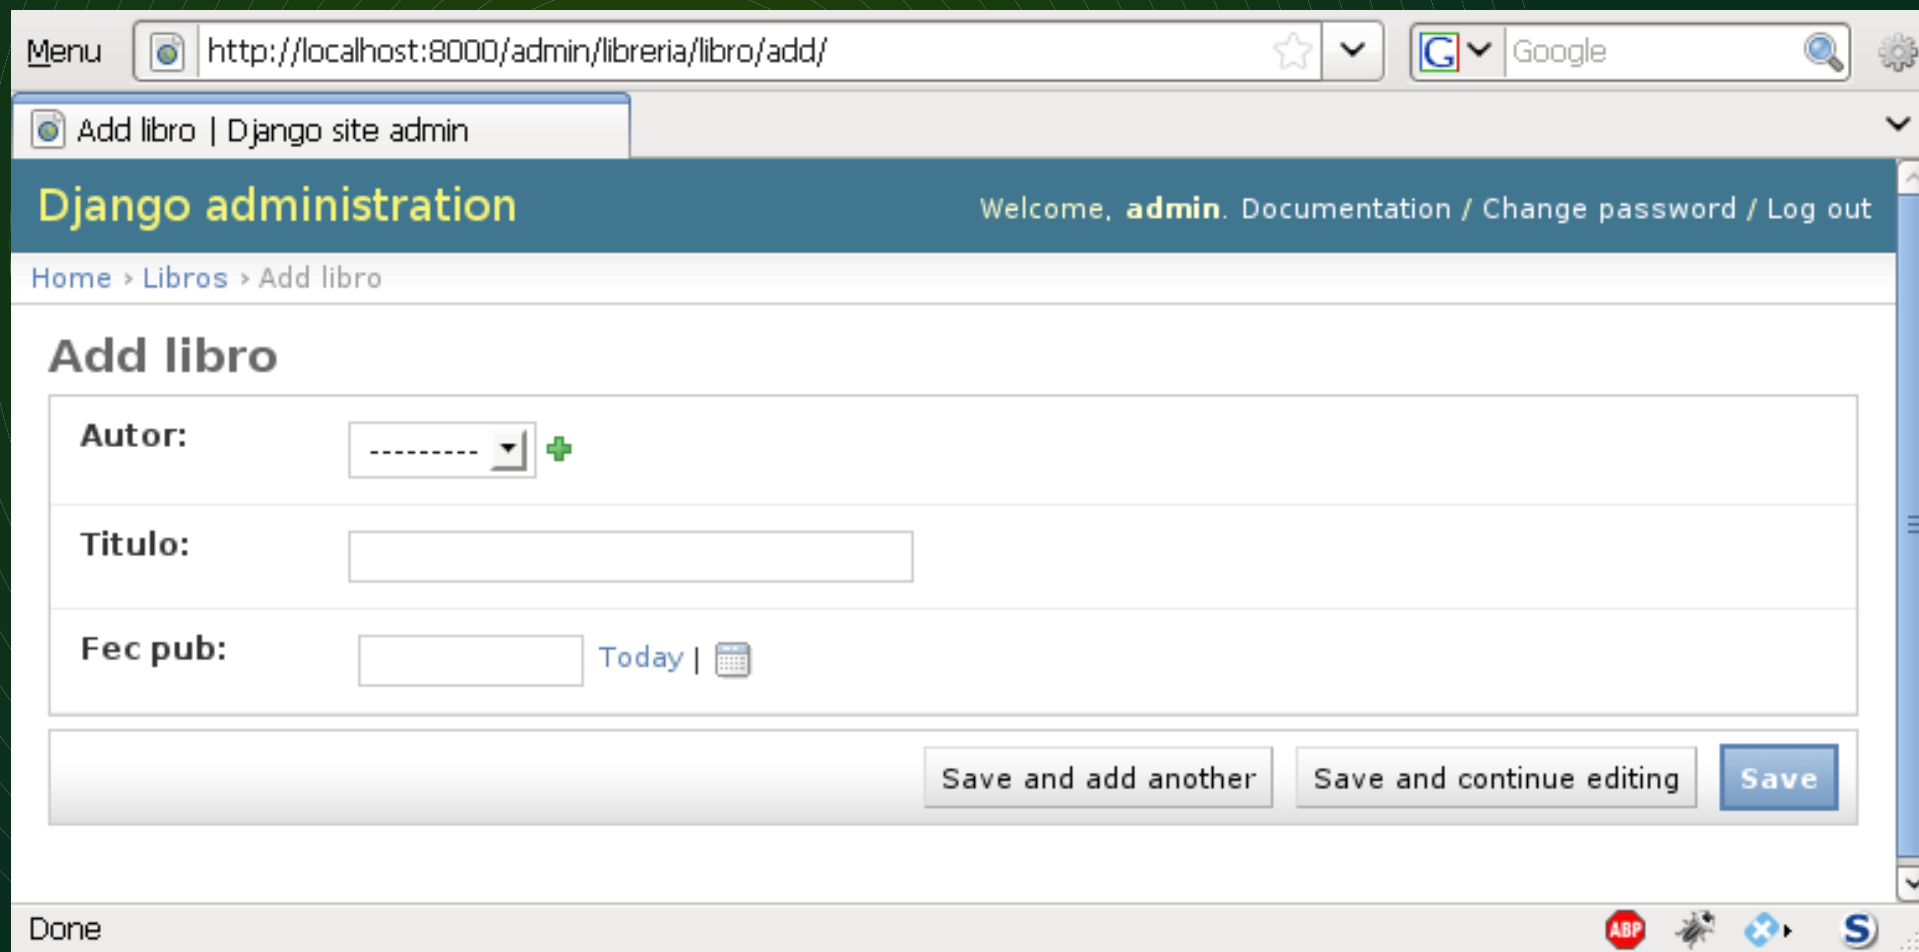 Menu http://localhost:8000/admin/libreria/libro/add/ G Google
Add libro | Django site admin
Django administration Welcome, admin. Documentation / Change password / Log out
Home › Libros › Add libro
Add libro
Autor: ---------
Titulo:
Fec pub: Today |
Save and add another Save and continue editing Save
Done ABP S